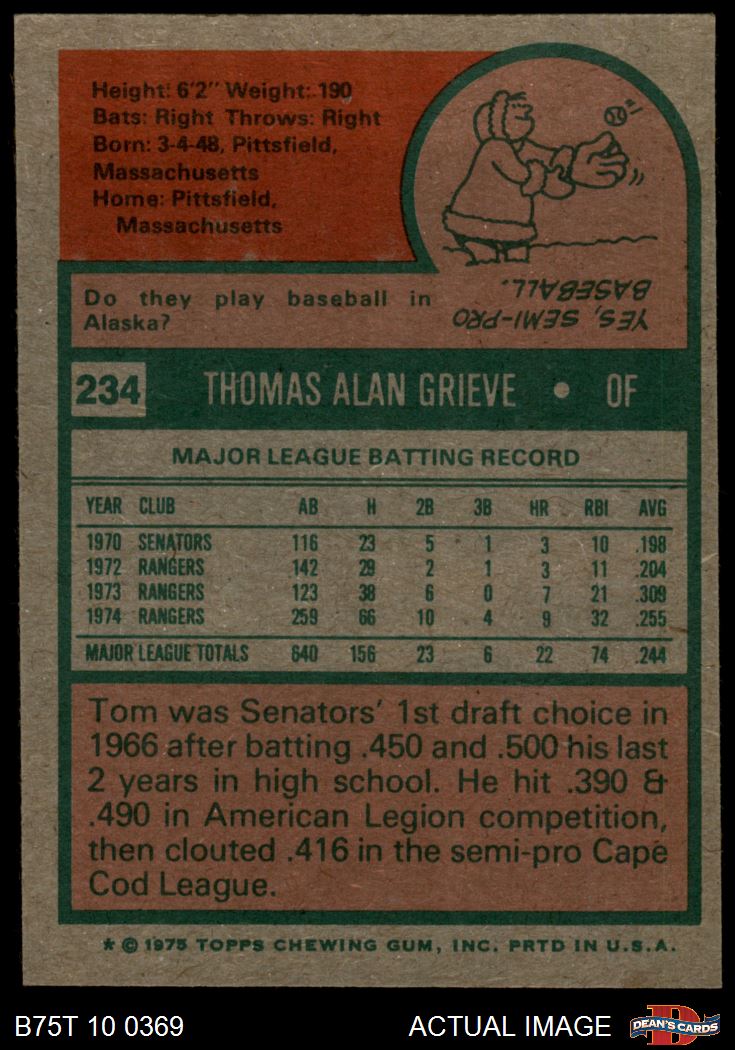 Height: 6'2" Weight: 190
Bats: Right Throws: Right
Born: 3-4-48, Pittsfield,
Massachusetts
Home: Pittsfield,
Massachusetts
Do they play baseball in
Alaska?
YES, SEMI-PRO
BASEBALL.
234 THOMAS ALAN GRIEVE • OF
MAJOR LEAGUE BATTING RECORD
YEAR CLUB AB H 2B 3B HR RBI AVG
1970 SENATORS 116 23 5 1 3 10 .198
1972 RANGERS 142 29 2 1 3 11 .204
1973 RANGERS 123 38 6 0 7 21 .309
1974 RANGERS 259 66 10 4 9 32 .255
MAJOR LEAGUE TOTALS 640 156 23 6 22 74 .244
Tom was Senators' 1st draft choice in
1966 after batting .450 and .500 his last
2 years in high school. He hit .390 &
.490 in American Legion competition,
then clouted .416 in the semi-pro Cape
Cod League.
* © 1975 TOPPS CHEWING GUM, INC. PRTD IN U.S.A.
B75T 10 0369 ACTUAL IMAGE D DEAN'S CARDS